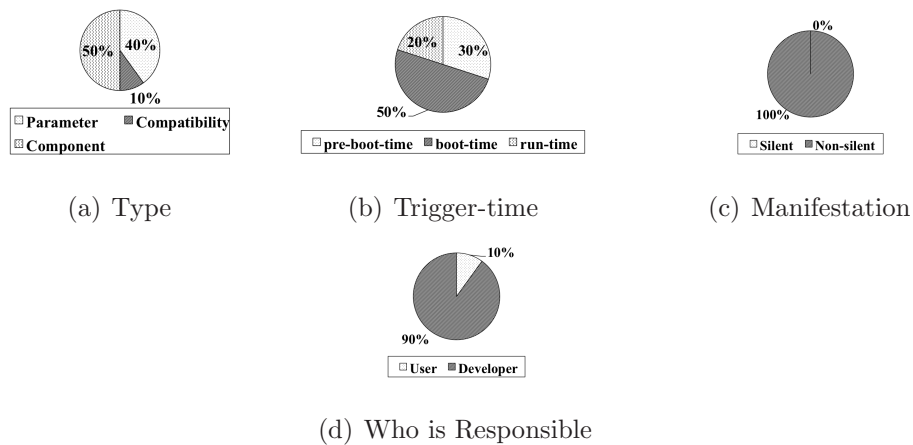 50%
40%
10%
Parameter Compatibility
Component
(a) Type
20%
30%
50%
pre-boot-time boot-time run-time
(b) Trigger-time
0%
100%
Silent Non-silent
(c) Manifestation
10%
90%
User Developer
(d) Who is Responsible